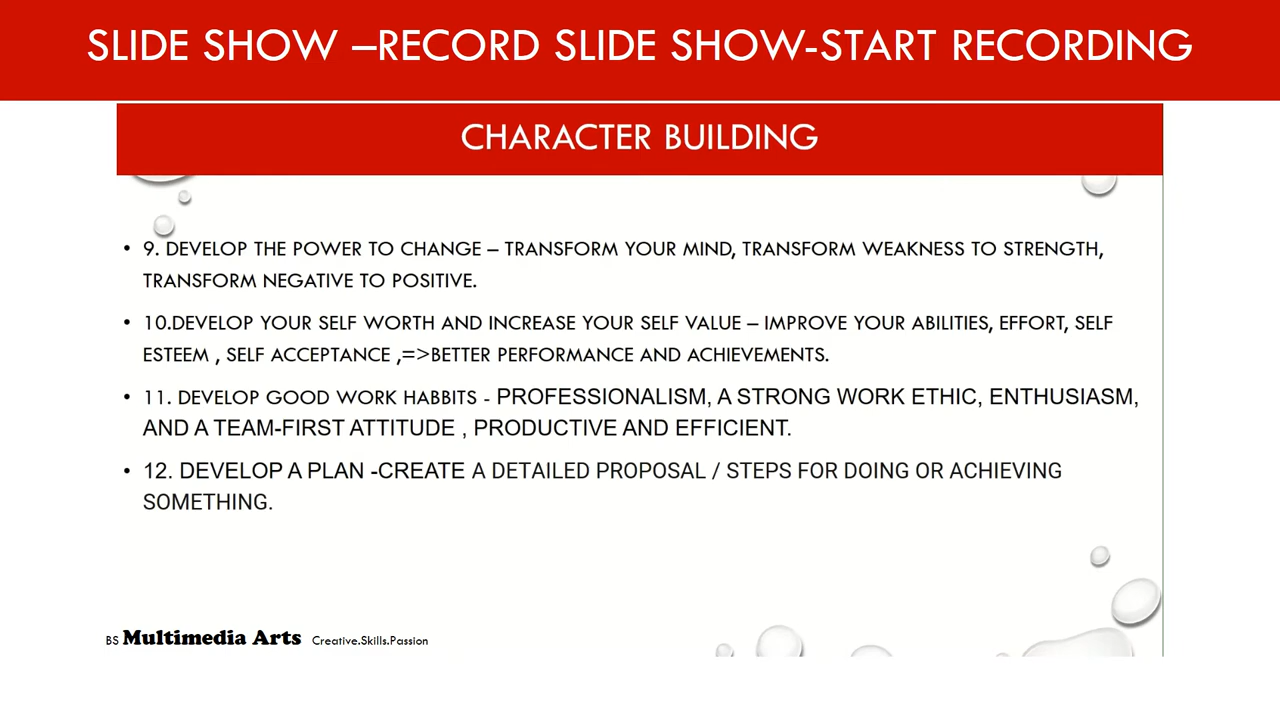 SLIDE SHOW –RECORD SLIDE SHOW-START RECORDING
CHARACTER BUILDING
• 9. DEVELOP THE POWER TO CHANGE – TRANSFORM YOUR MIND, TRANSFORM WEAKNESS TO STRENGTH,
TRANSFORM NEGATIVE TO POSITIVE.
• 10.DEVELOP YOUR SELF WORTH AND INCREASE YOUR SELF VALUE – IMPROVE YOUR ABILITIES, EFFORT, SELF
ESTEEM , SELF ACCEPTANCE ,=>BETTER PERFORMANCE AND ACHIEVEMENTS.
• 11. DEVELOP GOOD WORK HABBITS - PROFESSIONALISM, A STRONG WORK ETHIC, ENTHUSIASM,
AND A TEAM-FIRST ATTITUDE , PRODUCTIVE AND EFFICIENT.
• 12. DEVELOP A PLAN -CREATE A DETAILED PROPOSAL / STEPS FOR DOING OR ACHIEVING
SOMETHING.
BS Multimedia Arts Creative.Skills.Passion